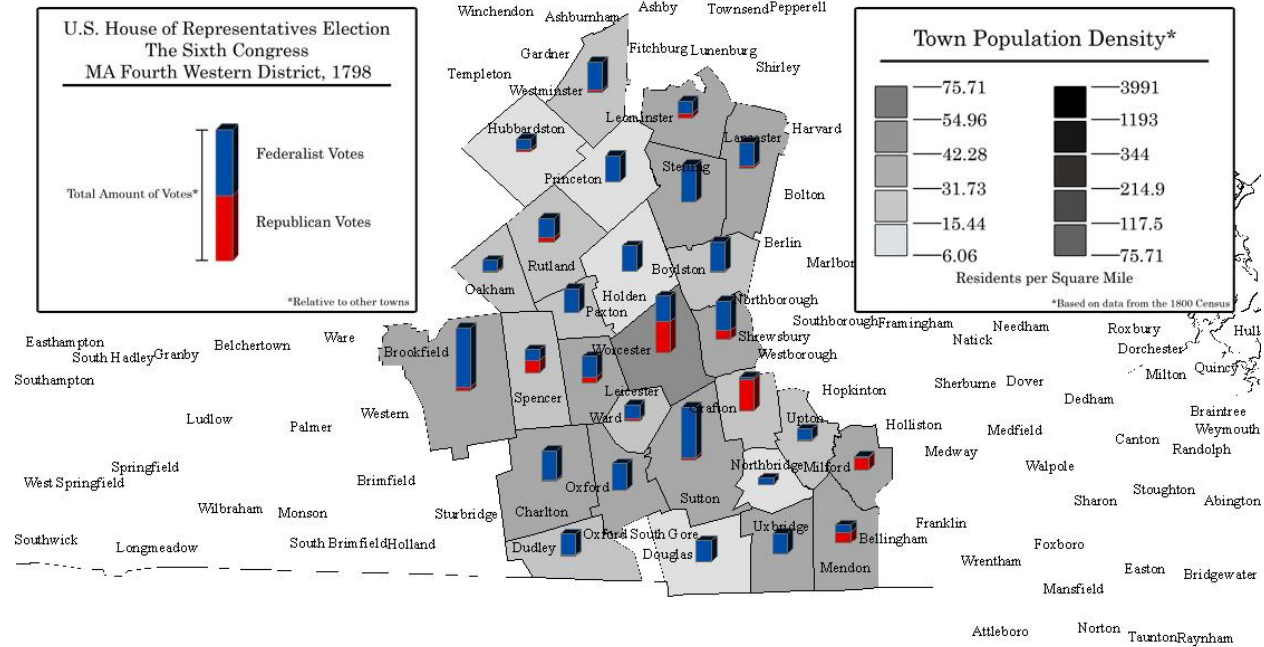 U.S. House of Representatives Election
The Sixth Congress
MA Fourth Western District, 1798
Total Amount of Votes*
Federalist Votes
Republican Votes
*Relative to other towns
Town Population Density*
75.71
54.96
42.28
31.73
15.44
6.06
3991
1193
344
214.9
117.5
75.71
Residents per Square Mile
*Based on data from the 1800 Census
Winchendon
Ashburnham
Ashby
Townsend
Pepperell
Gardner
Fitchburg
Lunenburg
Shirley
Templeton
Westminster
Leominster
Harvard
Hubbardston
Lancaster
Sterling
Princeton
Bolton
Berlin
Rutland
Boylston
Marlbor
Oakham
Holden
Northborough
Paxton
Southborough
Framingham
Needham
Roxbury
Hull
Easthampton
South Hadley
Granby
Belchertown
Ware
Brookfield
Worcester
Shrewsbury
Westborough
Natick
Dorchester
Quincy
Milton
Southampton
Spencer
Leicester
Hopkinton
Sherburne
Dover
Dedham
Ludlow
Palmer
Western
Ward
Grafton
Upton
Holliston
Medfield
Canton
Braintree
Weymouth
Randolph
Springfield
West Springfield
Brimfield
Oxford
Northbridge
Milford
Medway
Walpole
Stoughton
Sharon
Abington
Wilbraham
Monson
Sturbridge
Charlton
Sutton
Southwick
Longmeadow
South Brimfield
Holland
Dudley
Oxford South Gore
Douglas
Uxbridge
Bellingham
Franklin
Foxboro
Mendon
Wrentham
Easton
Bridgewater
Mansfield
Attleboro
Norton
Taunton
Raynham